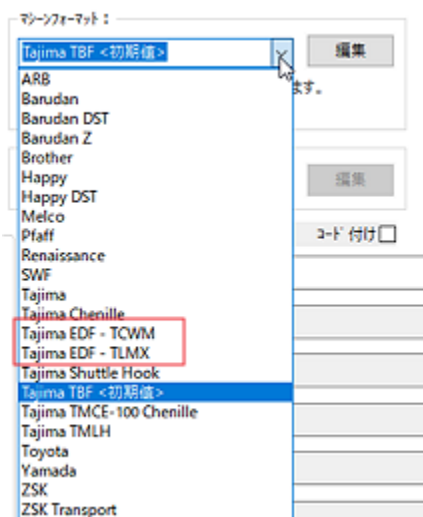 マシーンフォーマット：
Tajima TBF <初期値>
編集
ます。
ARB
Barudan
Barudan DST
Barudan Z
Brother
Happy
編集
Happy DST
Melco
Pfaff
コード付け
Renaissance
SWF
Tajima
Tajima Chenille
Tajima EDF - TCWM
Tajima EDF - TLMX
Tajima Shuttle Hook
Tajima TBF <初期値>
Tajima TMCE-100 Chenille
Tajima TMLH
Toyota
Yamada
ZSK
ZSK Transport